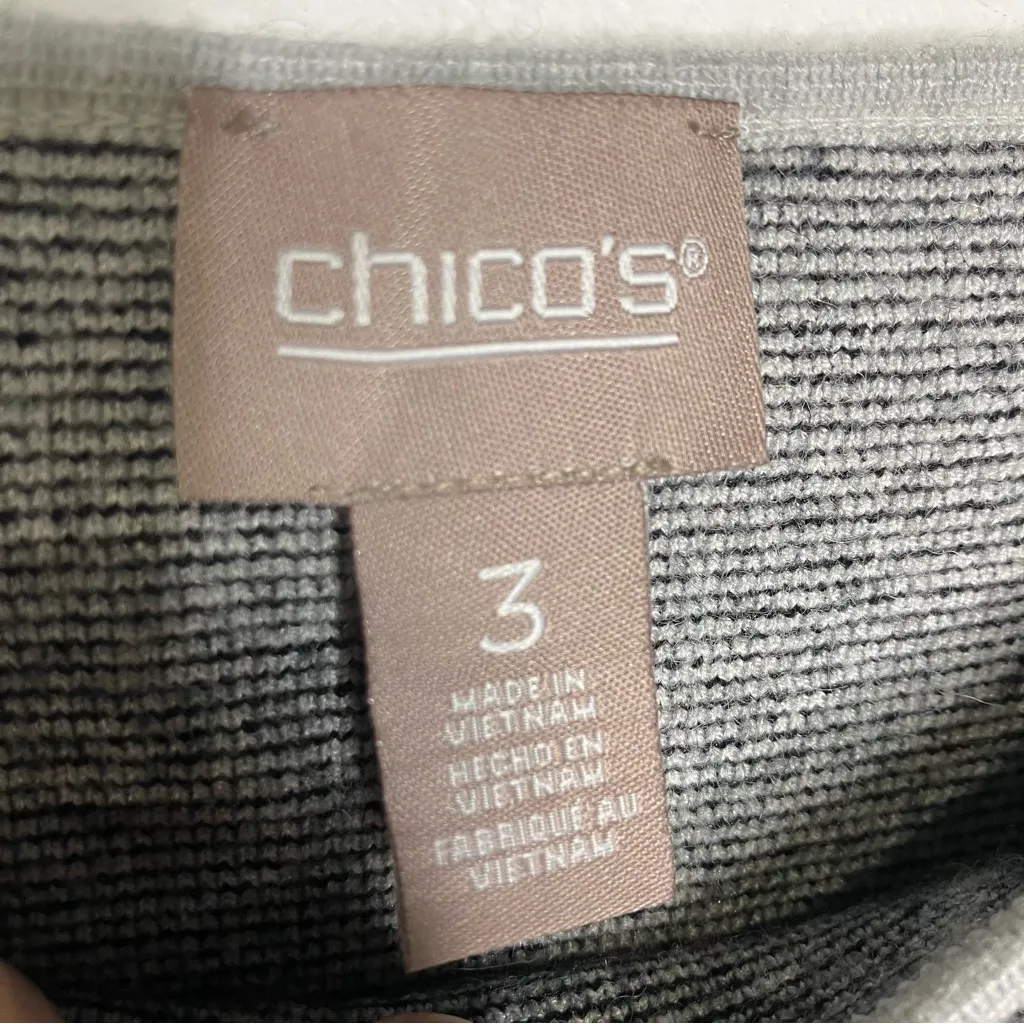 chico's®
3
MADE IN
VIETNAM
HECHO EN
VIETNAM
FABRIQUÉ AU
VIETNAM